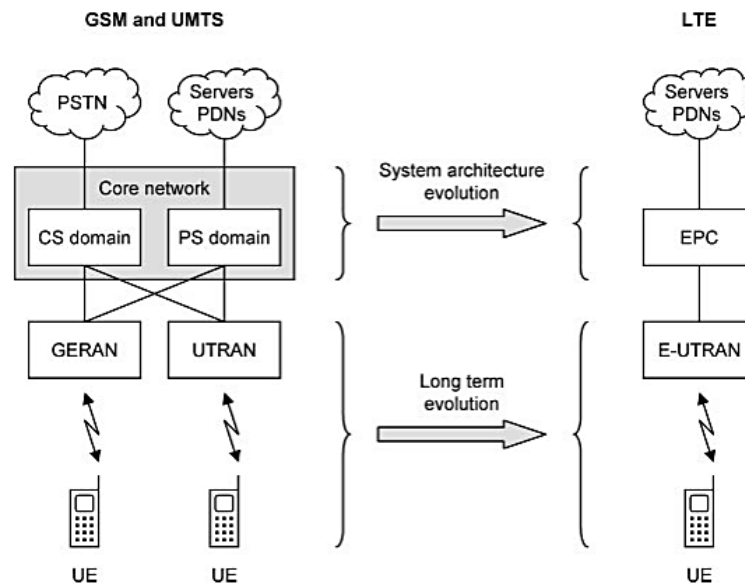 GSM and UMTS
LTE
PSTN
Servers
PDNs
Servers
PDNs
Core network
System architecture
evolution
CS domain
PS domain
EPC
GERAN
UTRAN
E-UTRAN
Long term
evolution
UE
UE
UE